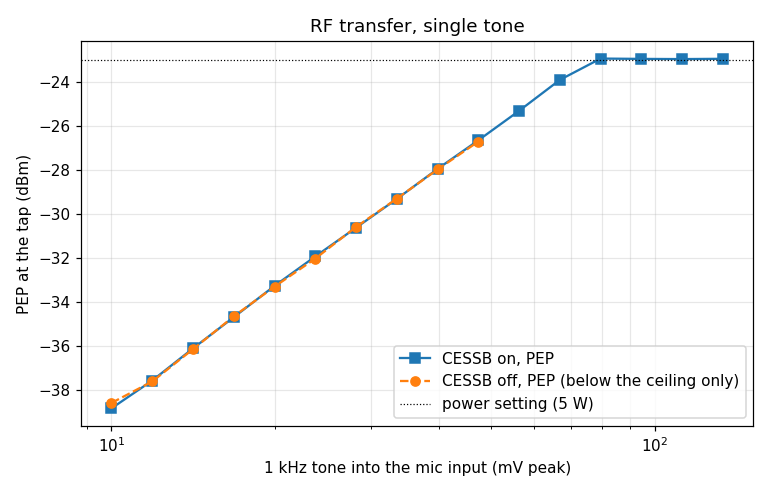 RF transfer, single tone
PEP at the tap (dBm)
−24
−26
−28
−30
−32
−34
−36
−38
CESSB on, PEP
CESSB off, PEP (below the ceiling only)
power setting (5 W)
10¹
10²
1 kHz tone into the mic input (mV peak)